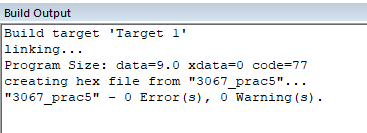 Build Output
Build target 'Target 1'
linking...
Program Size: data=9.0 xdata=0 code=77
creating hex file from "3067_prac5"...
"3067_prac5" - 0 Error(s), 0 Warning(s).